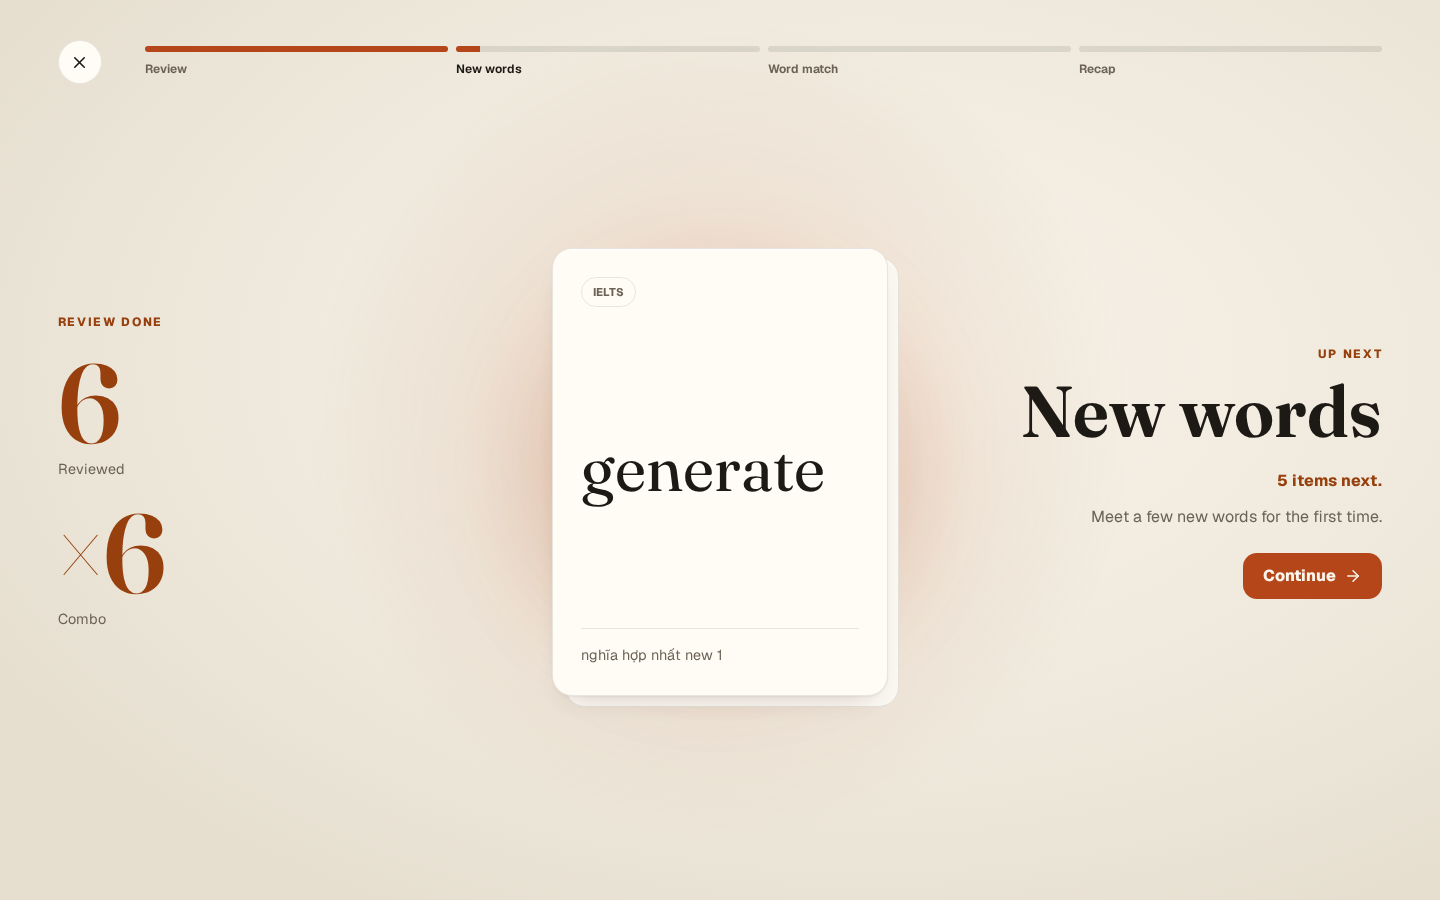 Review
New words
Word match
Recap
REVIEW DONE
6
Reviewed
×6
Combo
IELTS
generate
nghĩa hợp nhất new 1
UP NEXT
New words
5 items next.
Meet a few new words for the first time.
Continue →